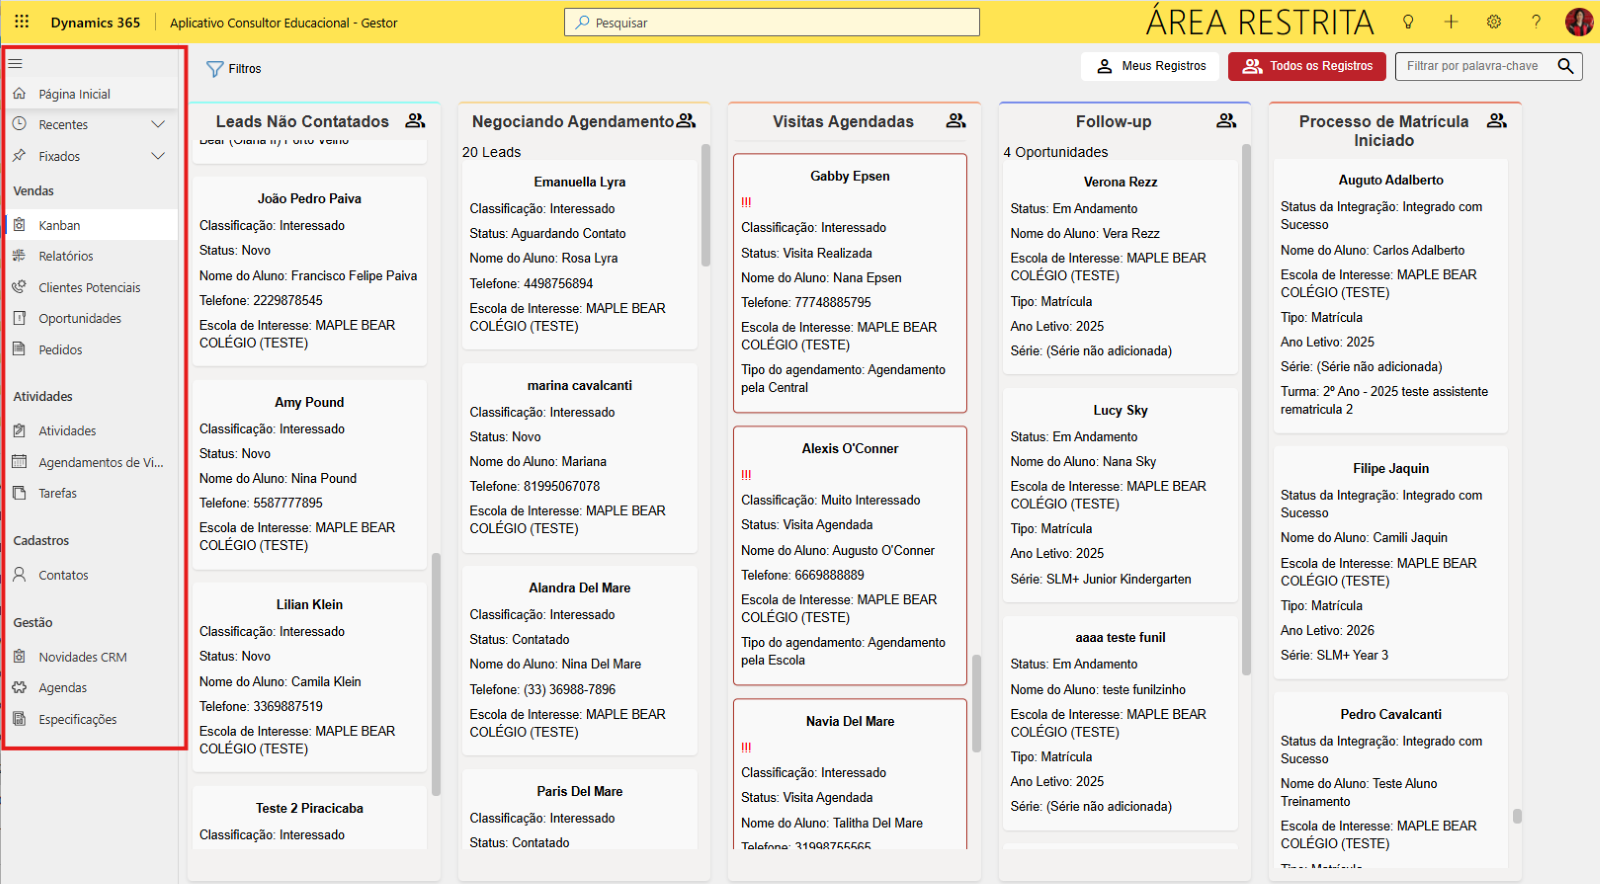 Dynamics 365
Aplicativo Consultor Educacional - Gestor
Pesquisar
ÁREA RESTRITA
Página Inicial
Recentes
Fixados
Vendas
Kanban
Relatórios
Clientes Potenciais
Oportunidades
Pedidos
Atividades
Atividades
Agendamentos de Vi...
Tarefas
Cadastros
Contatos
Gestão
Novidades CRM
Agendas
Especificações
Filtros
Meus Registros
Todos os Registros
Filtrar por palavra-chave
Leads Não Contatados
Bear (Olaria II) Porto Velho
João Pedro Paiva
Classificação: Interessado
Status: Novo
Nome do Aluno: Francisco Felipe Paiva
Telefone: 2229878545
Escola de Interesse: MAPLE BEAR
COLÉGIO (TESTE)
Amy Pound
Classificação: Interessado
Status: Novo
Nome do Aluno: Nina Pound
Telefone: 5587777895
Escola de Interesse: MAPLE BEAR
COLÉGIO (TESTE)
Lilian Klein
Classificação: Interessado
Status: Novo
Nome do Aluno: Camila Klein
Telefone: 3369887519
Escola de Interesse: MAPLE BEAR
COLÉGIO (TESTE)
Teste 2 Piracicaba
Classificação: Interessado
Negociando Agendamento
20 Leads
Emanuella Lyra
Classificação: Interessado
Status: Aguardando Contato
Nome do Aluno: Rosa Lyra
Telefone: 4498756894
Escola de Interesse: MAPLE BEAR
COLÉGIO (TESTE)
marina cavalcanti
Classificação: Interessado
Status: Novo
Nome do Aluno: Mariana
Telefone: 81995067078
Escola de Interesse: MAPLE BEAR
COLÉGIO (TESTE)
Alandra Del Mare
Classificação: Interessado
Status: Contatado
Nome do Aluno: Nina Del Mare
Telefone: (33) 36988-7896
Escola de Interesse: MAPLE BEAR
COLÉGIO (TESTE)
Paris Del Mare
Classificação: Interessado
Status: Contatado
Visitas Agendadas
Gabby Epsen
!!!
Classificação: Interessado
Status: Visita Realizada
Nome do Aluno: Nana Epsen
Telefone: 77748885795
Escola de Interesse: MAPLE BEAR
COLÉGIO (TESTE)
Tipo do agendamento: Agendamento
pela Central
Alexis O'Conner
!!!
Classificação: Muito Interessado
Status: Visita Agendada
Nome do Aluno: Augusto O'Conner
Telefone: 6669888889
Escola de Interesse: MAPLE BEAR
COLÉGIO (TESTE)
Tipo do agendamento: Agendamento
pela Escola
Navia Del Mare
!!!
Classificação: Interessado
Status: Visita Agendada
Nome do Aluno: Talitha Del Mare
Telefone: 31998755565
Follow-up
4 Oportunidades
Verona Rezz
Status: Em Andamento
Nome do Aluno: Vera Rezz
Escola de Interesse: MAPLE BEAR
COLÉGIO (TESTE)
Tipo: Matrícula
Ano Letivo: 2025
Série: (Série não adicionada)
Lucy Sky
Status: Em Andamento
Nome do Aluno: Nana Sky
Escola de Interesse: MAPLE BEAR
COLÉGIO (TESTE)
Tipo: Matrícula
Ano Letivo: 2025
Série: SLM+ Junior Kindergarten
aaaa teste funil
Status: Em Andamento
Nome do Aluno: teste funilzinho
Escola de Interesse: MAPLE BEAR
COLÉGIO (TESTE)
Tipo: Matrícula
Ano Letivo: 2025
Série: (Série não adicionada)
Processo de Matrícula
Iniciado
Auguto Adalberto
Status da Integração: Integrado com
Sucesso
Nome do Aluno: Carlos Adalberto
Escola de Interesse: MAPLE BEAR
COLÉGIO (TESTE)
Tipo: Matrícula
Ano Letivo: 2025
Série: (Série não adicionada)
Turma: 2º Ano - 2025 teste assistente
rematricula 2
Filipe Jaquin
Status da Integração: Integrado com
Sucesso
Nome do Aluno: Camili Jaquin
Escola de Interesse: MAPLE BEAR
COLÉGIO (TESTE)
Tipo: Matrícula
Ano Letivo: 2026
Série: SLM+ Year 3
Pedro Cavalcanti
Status da Integração: Integrado com
Sucesso
Nome do Aluno: Teste Aluno
Treinamento
Escola de Interesse: MAPLE BEAR
COLÉGIO (TESTE)
Tipo: Matrícula